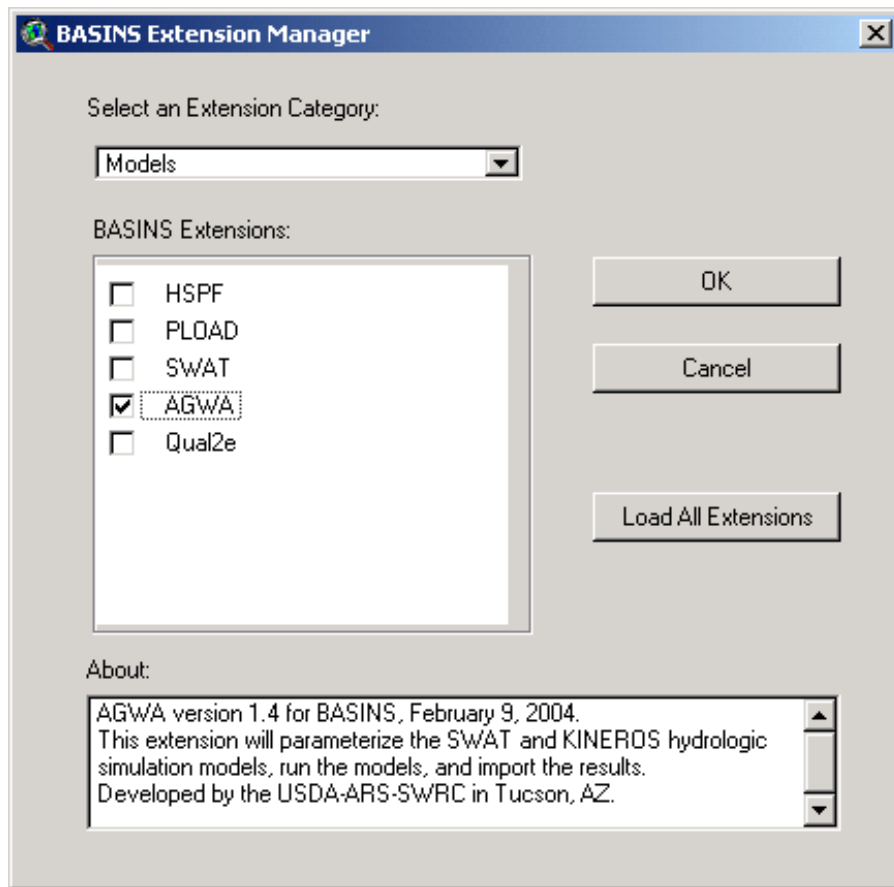 BASINS Extension Manager
Select an Extension Category:
Models
BASINS Extensions:
HSPF
PLOAD
SWAT
AGWA
Qual2e
OK
Cancel
Load All Extensions
About:
AGWA version 1.4 for BASINS, February 9, 2004.
This extension will parameterize the SWAT and KINEROS hydrologic
simulation models, run the models, and import the results.
Developed by the USDA-ARS-SWRC in Tucson, AZ.